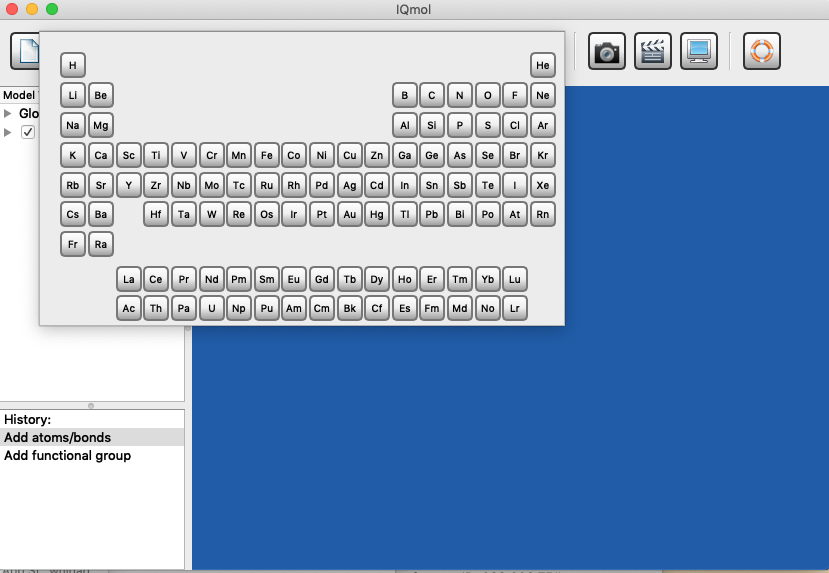 IQmol
H He
Li Be B C N O F Ne
Model
Na Mg Al Si P S Cl Ar
Glo
K Ca Sc Ti V Cr Mn Fe Co Ni Cu Zn Ga Ge As Se Br Kr
Rb Sr Y Zr Nb Mo Tc Ru Rh Pd Ag Cd In Sn Sb Te I Xe
Cs Ba Hf Ta W Re Os Ir Pt Au Hg Tl Pb Bi Po At Rn
Fr Ra
La Ce Pr Nd Pm Sm Eu Gd Tb Dy Ho Er Tm Yb Lu
Ac Th Pa U Np Pu Am Cm Bk Cf Es Fm Md No Lr
History:
Add atoms/bonds
Add functional group